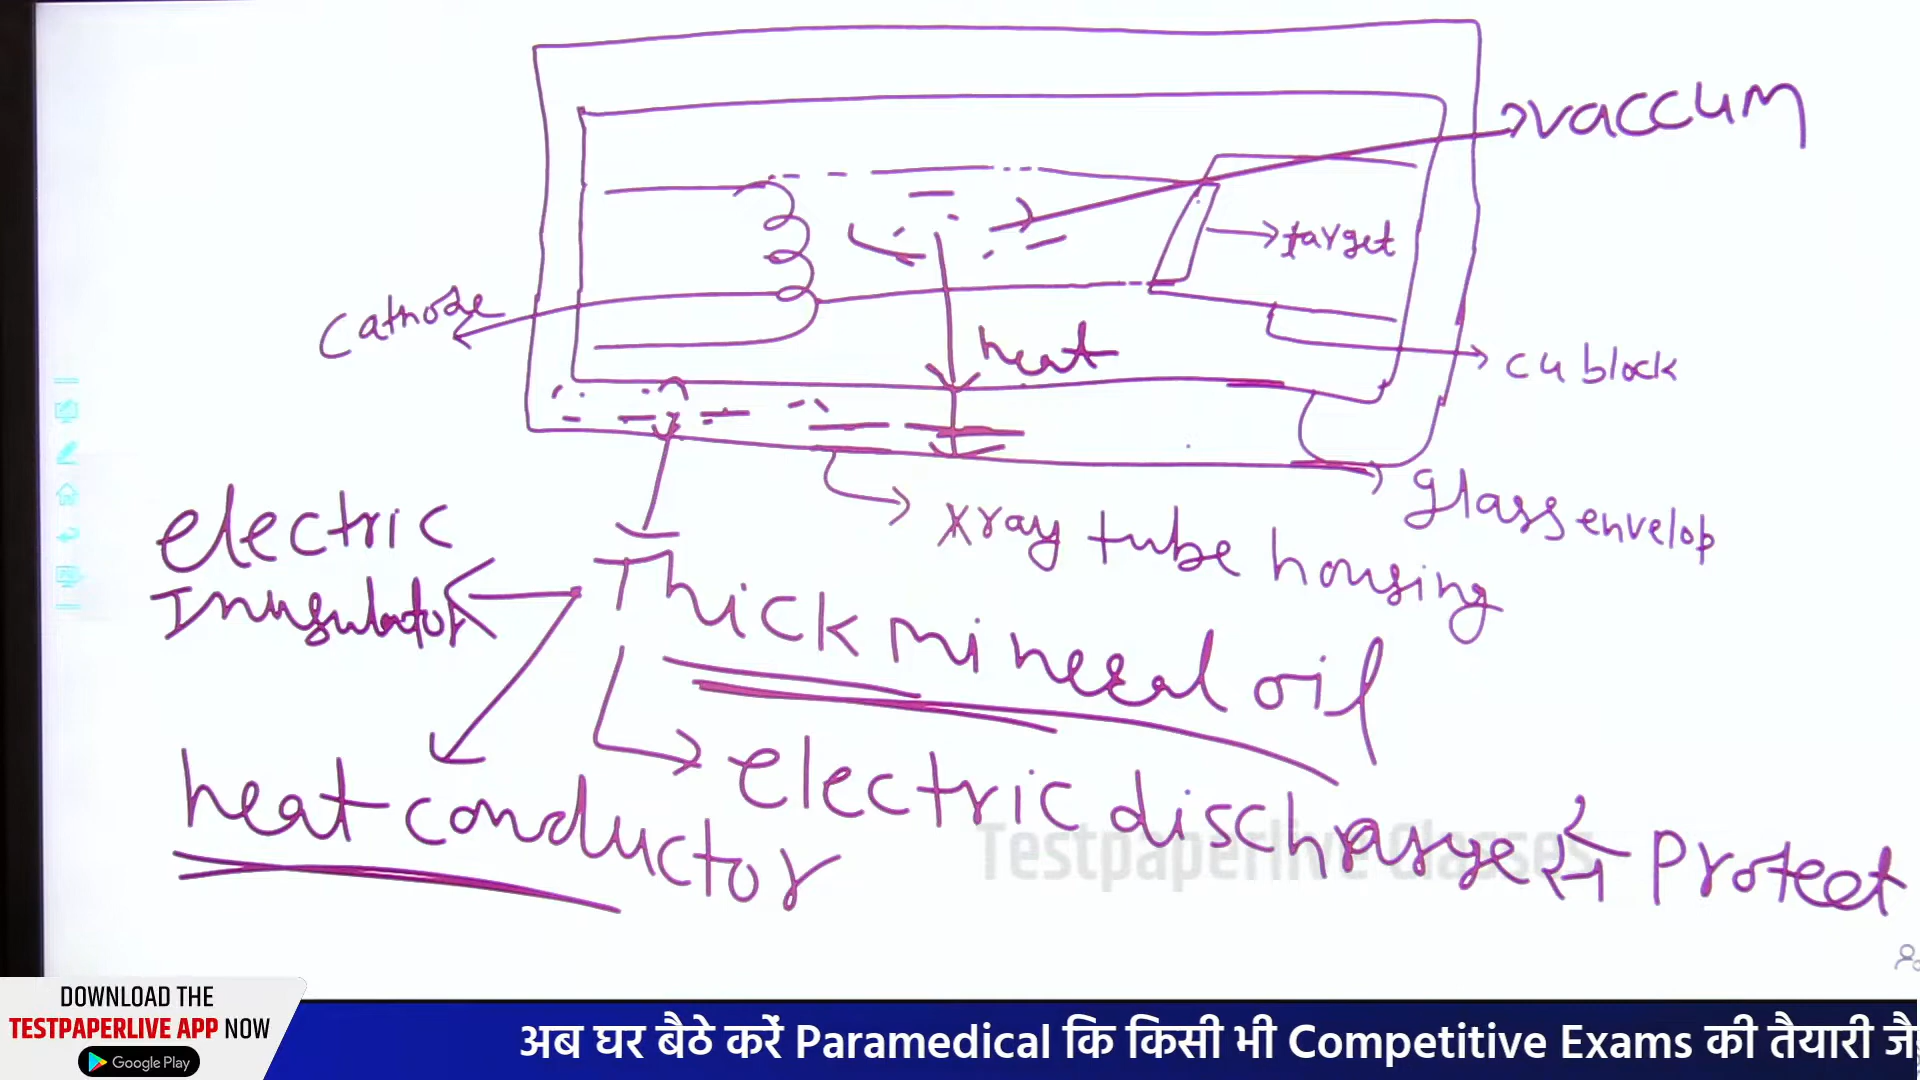 vaccum
target
Cathode
heat
cu block
glass envelop
xray tube housing
electric
Inusulator
Thick mineral oil
heat conductor
electric discharge से Protect
Testpaperlive Classes
DOWNLOAD THE
TESTPAPERLIVE APP NOW
Google Play
अब घर बैठे करें Paramedical कि किसी भी Competitive Exams की तैयारी जै